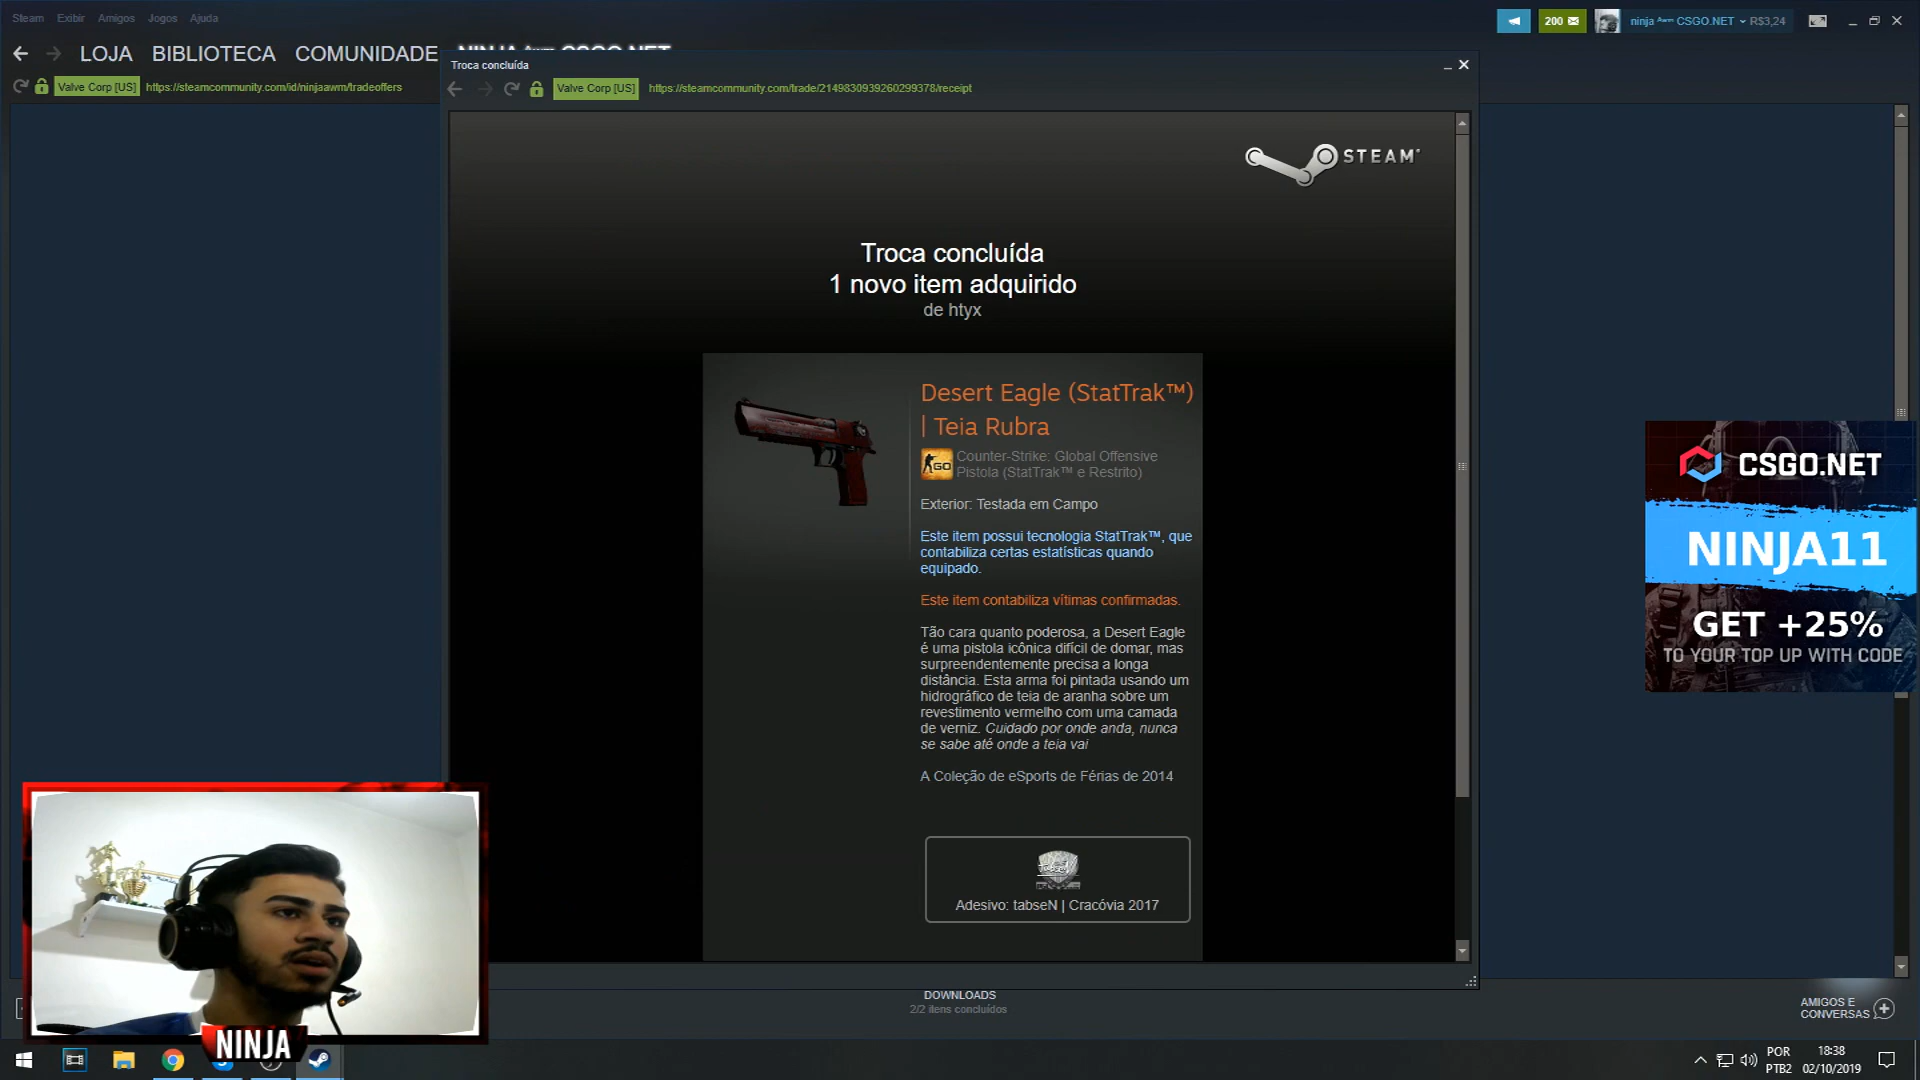 Steam Exibir Amigos Jogos Ajuda
200
ninja ᴬʷᵐ CSGO.NET R$3,24
LOJA BIBLIOTECA COMUNIDADE
Troca concluída
Valve Corp [US] https://steamcommunity.com/id/ninjaawm/tradeoffers
Valve Corp [US] https://steamcommunity.com/trade/2149830939260299378/receipt
STEAM
Troca concluída
1 novo item adquirido
de htyx
Desert Eagle (StatTrak™)
| Teia Rubra
GO
Counter-Strike: Global Offensive
Pistola (StatTrak™ e Restrito)
Exterior: Testada em Campo
Este item possui tecnologia StatTrak™, que
contabiliza certas estatísticas quando
equipado.
Este item contabiliza vítimas confirmadas.
Tão cara quanto poderosa, a Desert Eagle
é uma pistola icônica difícil de domar, mas
surpreendentemente precisa a longa
distância. Esta arma foi pintada usando um
hidrográfico de teia de aranha sobre um
revestimento vermelho com uma camada
de verniz. Cuidado por onde anda, nunca
se sabe até onde a teia vai
A Coleção de eSports de Férias de 2014
Adesivo: tabseN | Cracóvia 2017
CSGO.NET
NINJA11
GET +25%
TO YOUR TOP UP WITH CODE
DOWNLOADS
2/2 itens concluídos
AMIGOS E
CONVERSAS
NINJA
POR
PTB2
18:38
02/10/2019